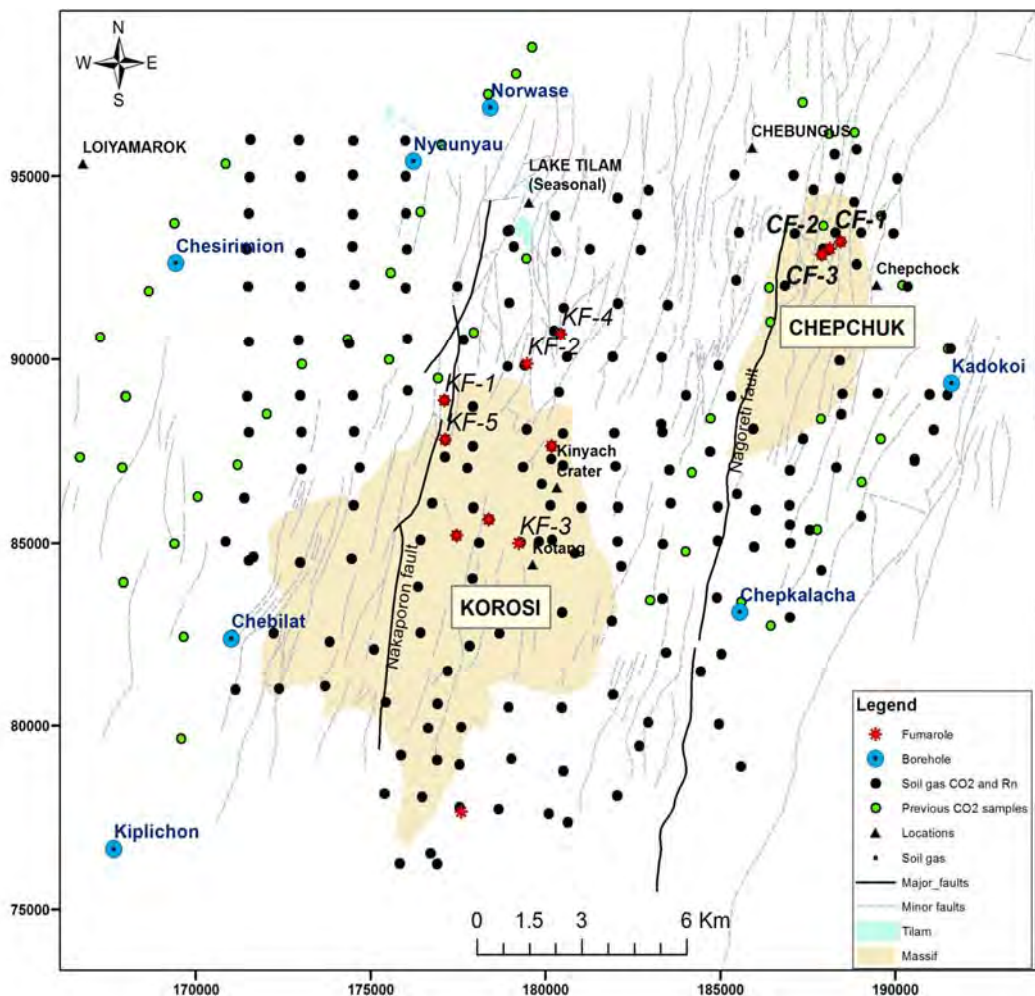 N
W E
S
Norwase
Nyaunyau
LOIYAMAROK
CHEBUNGUS
LAKE TILAM
(Seasonal)
95000
Chesirimion
CF-2 CF-1
CF-3
Chepchock
CHEPCHUK
KF-4
KF-2
90000
Kadokoi
KF-1
KF-5
Nagoreti fault
Kinyach
Crater
KF-3
Kotang
85000
Nakaporon fault
KOROSI
Chepkalacha
Chebilat
80000
Kiplichon
75000
0 1.5 3 6 Km
Legend
Fumarole
Borehole
Soil gas CO2 and Rn
Previous CO2 samples
Locations
Soil gas
Major_faults
Minor faults
Tilam
Massif
170000 175000 180000 185000 190000